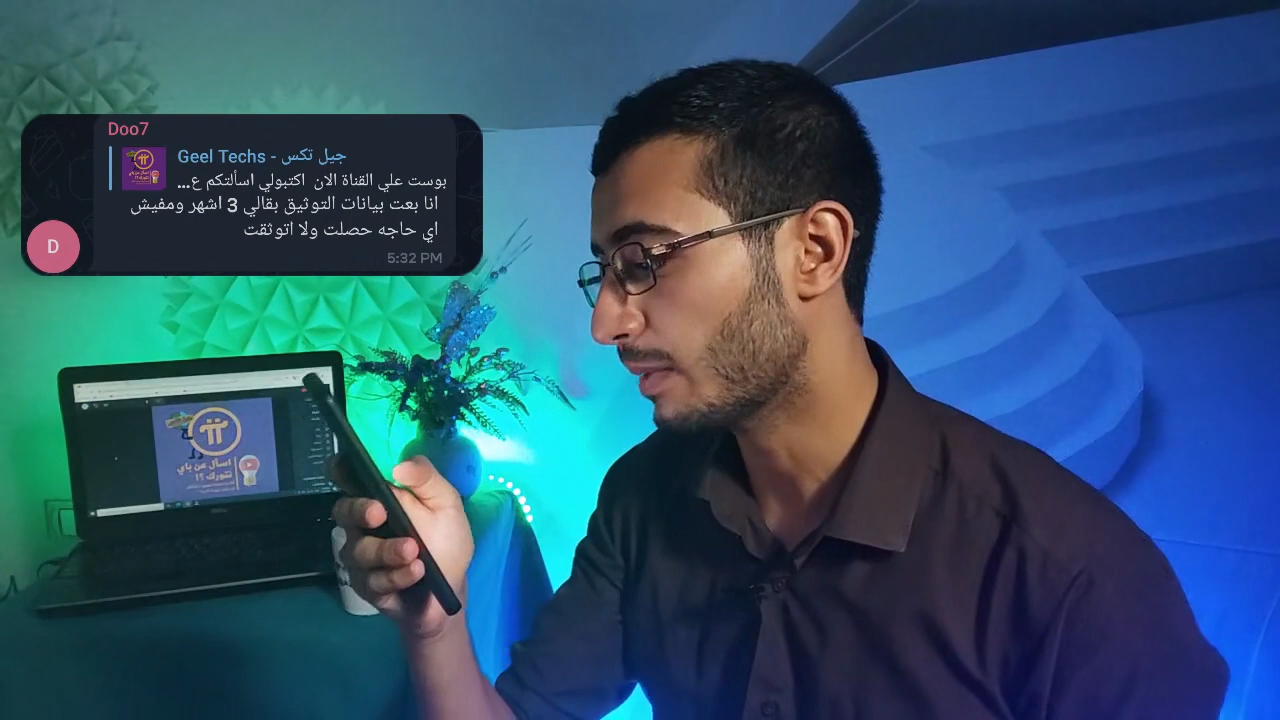 Doo7
Geel Techs - جيل تكس
بوست علي القناة الان اكتبولي اسألتكم ع...
انا بعت بيانات التوثيق بقالي 3 اشهر ومفيش
اي حاجه حصلت ولا اتوثقت
5:32 PM
D
اسأل عن باي
نتورك ؟!